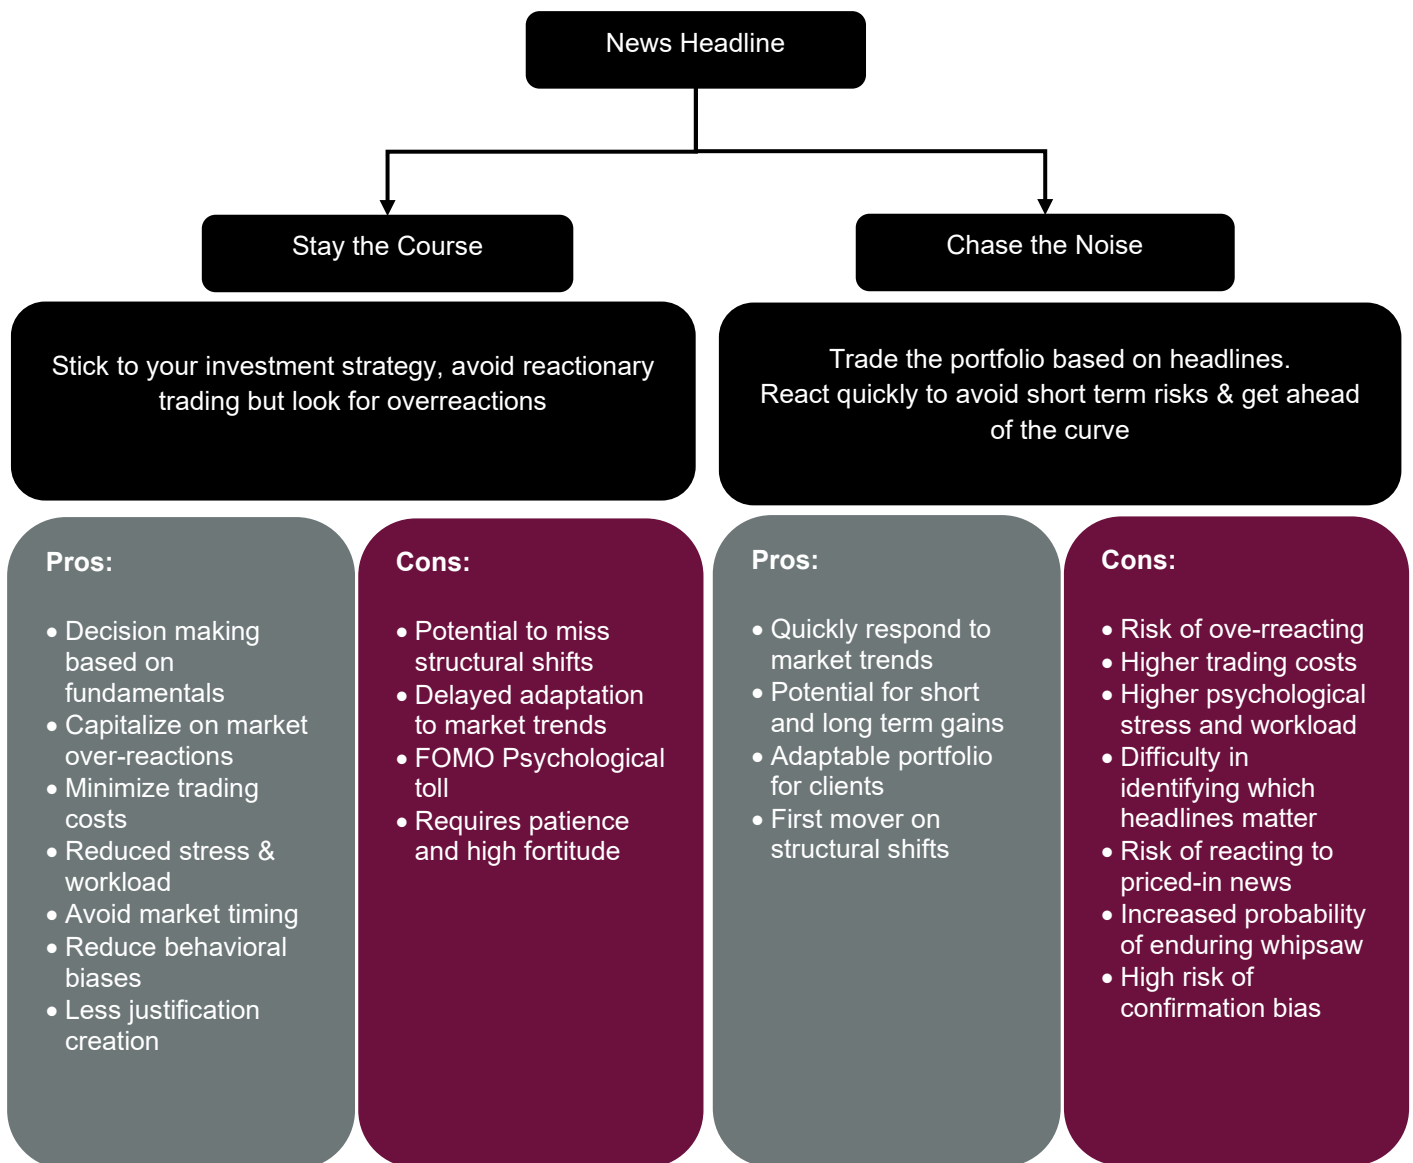 News Headline
Stay the Course
Chase the Noise
Stick to your investment strategy, avoid reactionary
trading but look for overreactions
Trade the portfolio based on headlines.
React quickly to avoid short term risks & get ahead
of the curve
Pros:
• Decision making
based on
fundamentals
• Capitalize on market
over-reactions
• Minimize trading
costs
• Reduced stress &
workload
• Avoid market timing
• Reduce behavioral
biases
• Less justification
creation
Cons:
• Potential to miss
structural shifts
• Delayed adaptation
to market trends
• FOMO Psychological
toll
• Requires patience
and high fortitude
Pros:
• Quickly respond to
market trends
• Potential for short
and long term gains
• Adaptable portfolio
for clients
• First mover on
structural shifts
Cons:
• Risk of ove-rreacting
• Higher trading costs
• Higher psychological
stress and workload
• Difficulty in
identifying which
headlines matter
• Risk of reacting to
priced-in news
• Increased probability
of enduring whipsaw
• High risk of
confirmation bias